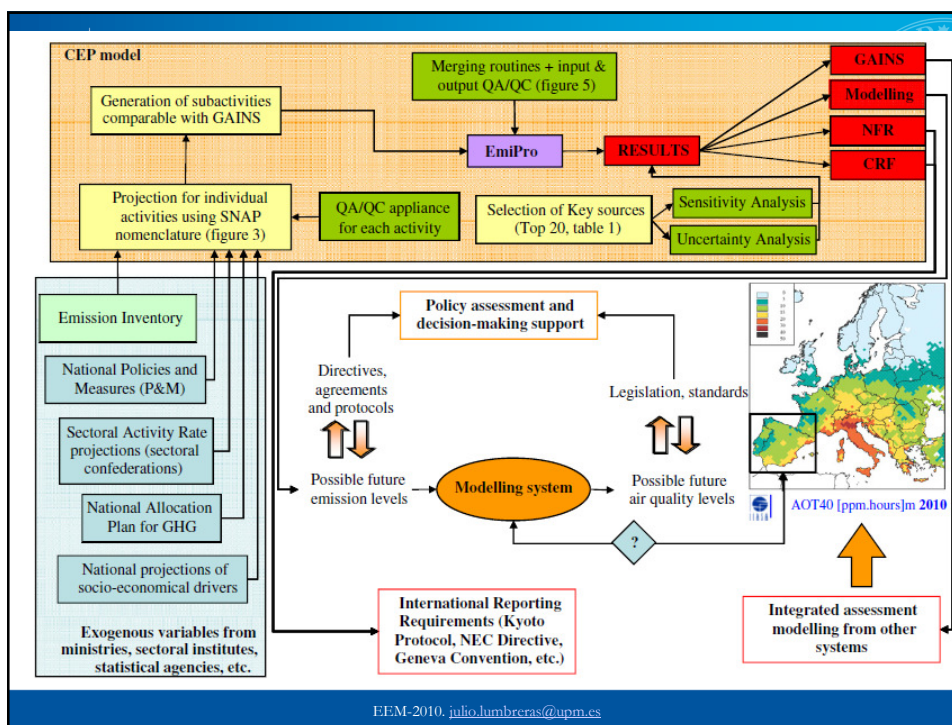 CEP model
Merging routines + input &
output QA/QC (figure 5)
GAINS
Modelling
NFR
CRF
Generation of subactivities
comparable with GAINS
EmiPro
RESULTS
Projection for individual
activities using SNAP
nomenclature (figure 3)
QA/QC appliance
for each activity
Selection of Key sources
(Top 20, table 1)
Sensitivity Analysis
Uncertainty Analysis
Emission Inventory
National Policies and
Measures (P&M)
Sectoral Activity Rate
projections (sectoral
confederations)
National Allocation
Plan for GHG
National projections of
socio-economical drivers
Exogenous variables from
ministries, sectoral institutes,
statistical agencies, etc.
Policy assessment and
decision-making support
Directives,
agreements
and protocols
Legislation, standards
Possible future
emission levels
Modelling system
Possible future
air quality levels
?
AOT40 [ppm.hours]m 2010
International Reporting
Requirements (Kyoto
Protocol, NEC Directive,
Geneva Convention, etc.)
Integrated assessment
modelling from other
systems
EEM-2010. julio.lumbreras@upm.es